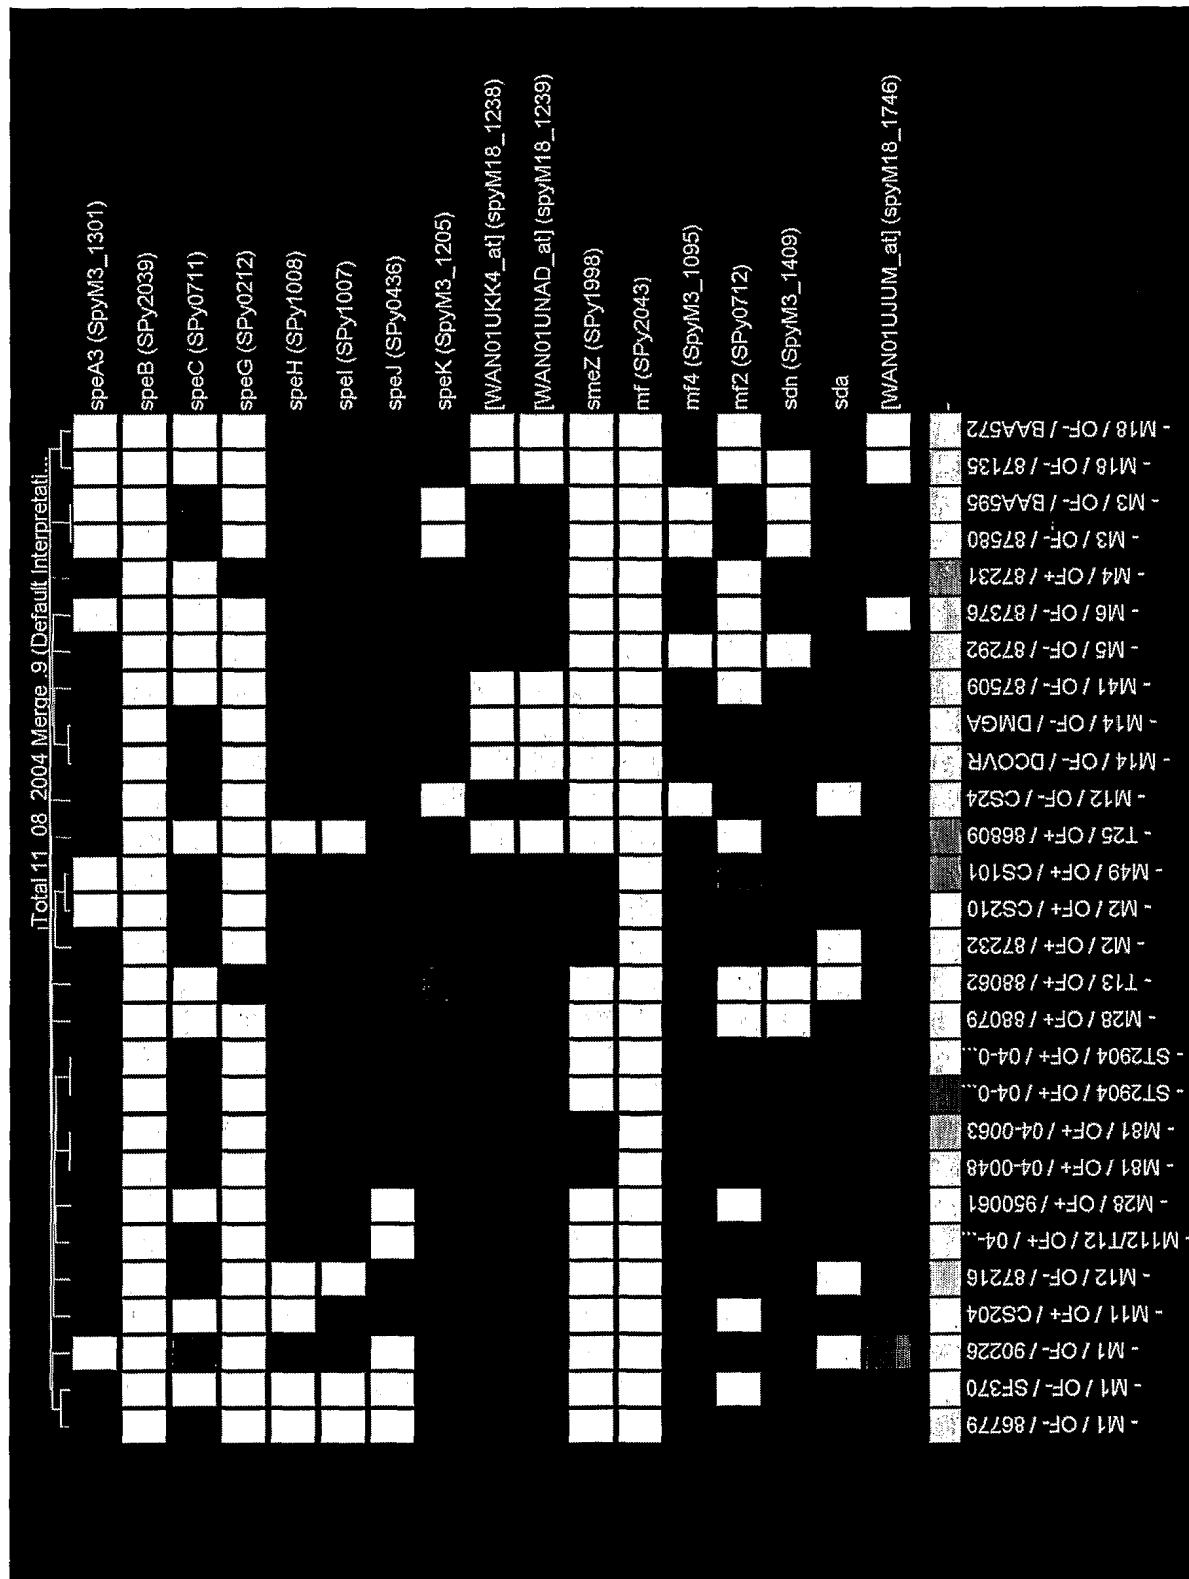 Total 11 08 2004 Merge .9 (Default Interpretati...
speA3 (SpyM3_1301)
speB (SPy2039)
speC (SPy0711)
speG (SPy0212)
speH (SPy1008)
speI (SPy1007)
speJ (SPy0436)
speK (SpyM3_1205)
[WAN01UKK4_at] (spyM18_1238)
[WAN01UNAD_at] (spyM18_1239)
smeZ (SPy1998)
mf (SPy2043)
mf4 (SpyM3_1095)
mf2 (SPy0712)
sdn (SpyM3_1409)
sda
[WAN01UJUM_at] (spyM18_1746)
- M18 / OF- / BAA572
- M18 / OF- / 87135
- M3 / OF- / BAA595
- M3 / OF- / 87580
- M4 / OF+ / 87231
- M6 / OF- / 87376
- M5 / OF- / 87292
- M41 / OF- / 87509
- M14 / OF- / DMGA
- M14 / OF- / DCOVR
- M12 / OF- / CS24
- T25 / OF+ / 86809
- M49 / OF+ / CS101
- M2 / OF+ / CS210
- M2 / OF+ / 87232
- T13 / OF+ / 88062
- M28 / OF+ / 88079
- ST2904 / OF+ / 04-0...
- ST2904 / OF+ / 04-0...
- M81 / OF+ / 04-0063
- M81 / OF+ / 04-0048
- M28 / OF+ / 950061
- M112/T12 / OF+ / 04-...
- M12 / OF- / 87216
- M11 / OF+ / CS204
- M1 / OF- / 90226
- M1 / OF- / SF370
- M1 / OF- / 86779